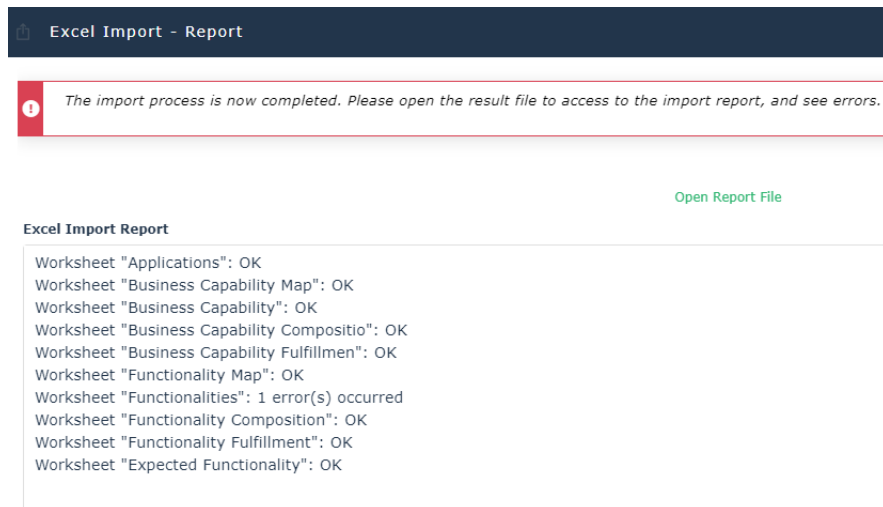 Excel Import - Report
The import process is now completed. Please open the result file to access to the import report, and see errors.
Open Report File
Excel Import Report
Worksheet "Applications": OK
Worksheet "Business Capability Map": OK
Worksheet "Business Capability": OK
Worksheet "Business Capability Compositio": OK
Worksheet "Business Capability Fulfillmen": OK
Worksheet "Functionality Map": OK
Worksheet "Functionalities": 1 error(s) occurred
Worksheet "Functionality Composition": OK
Worksheet "Functionality Fulfillment": OK
Worksheet "Expected Functionality": OK